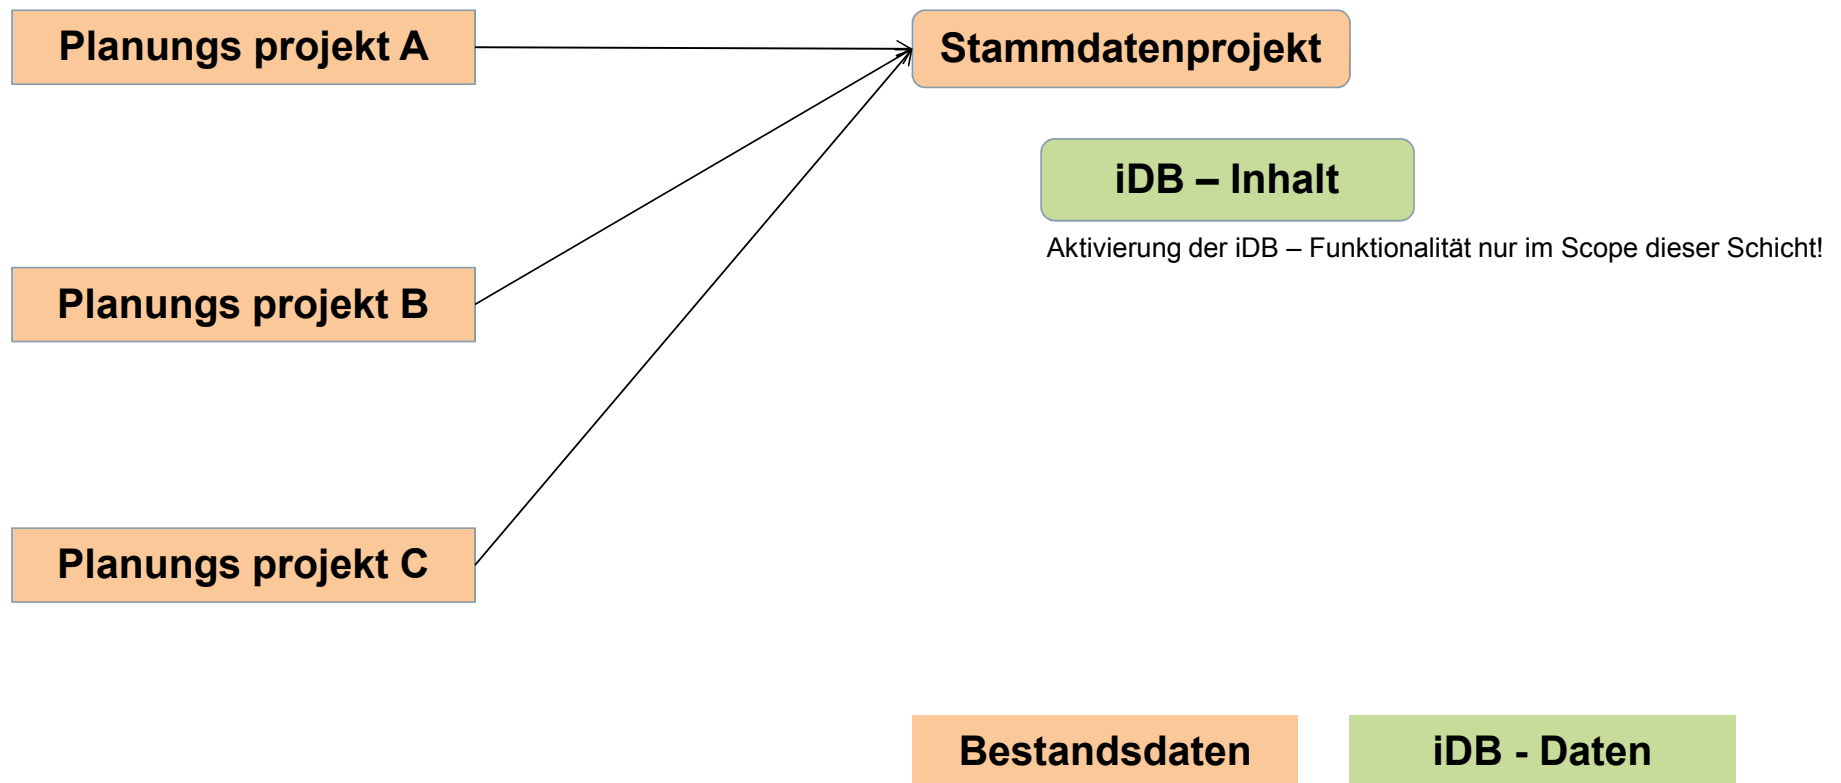 Planungs projekt A
Stammdatenprojekt
iDB – Inhalt
Aktivierung der iDB – Funktionalität nur im Scope dieser Schicht!
Planungs projekt B
Planungs projekt C
Bestandsdaten
iDB - Daten